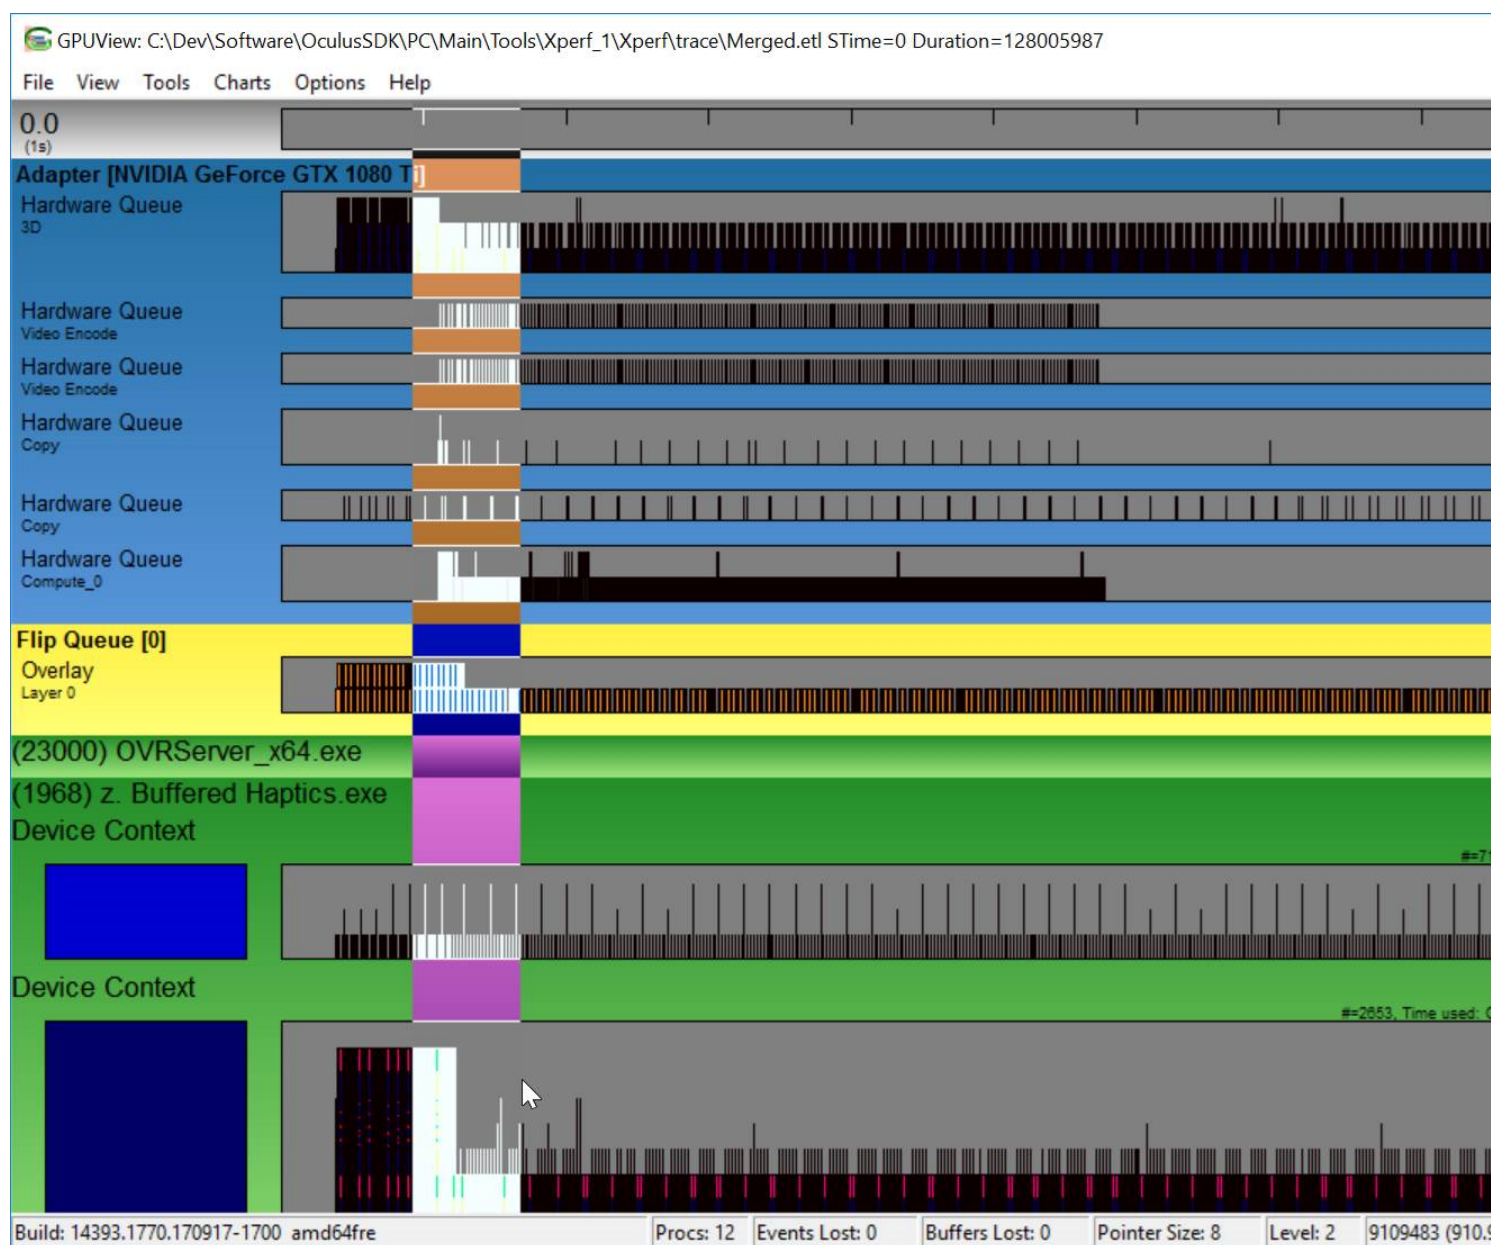 GPUView: C:\Dev\Software\OculusSDK\PC\Main\Tools\Xperf_1\Xperf\trace\Merged.etl STime=0 Duration=128005987
File View Tools Charts Options Help
0.0
(1s)
Adapter [NVIDIA GeForce GTX 1080 Ti]
Hardware Queue
3D
Hardware Queue
Video Encode
Hardware Queue
Video Encode
Hardware Queue
Copy
Hardware Queue
Copy
Hardware Queue
Compute_0
Flip Queue [0]
Overlay
Layer 0
(23000) OVRServer_x64.exe
(1968) z. Buffered Haptics.exe
Device Context
#=71
Device Context
#=2653, Time used:
Build: 14393.1770.170917-1700 amd64fre Procs: 12 Events Lost: 0 Buffers Lost: 0 Pointer Size: 8 Level: 2 9109483 (910.9